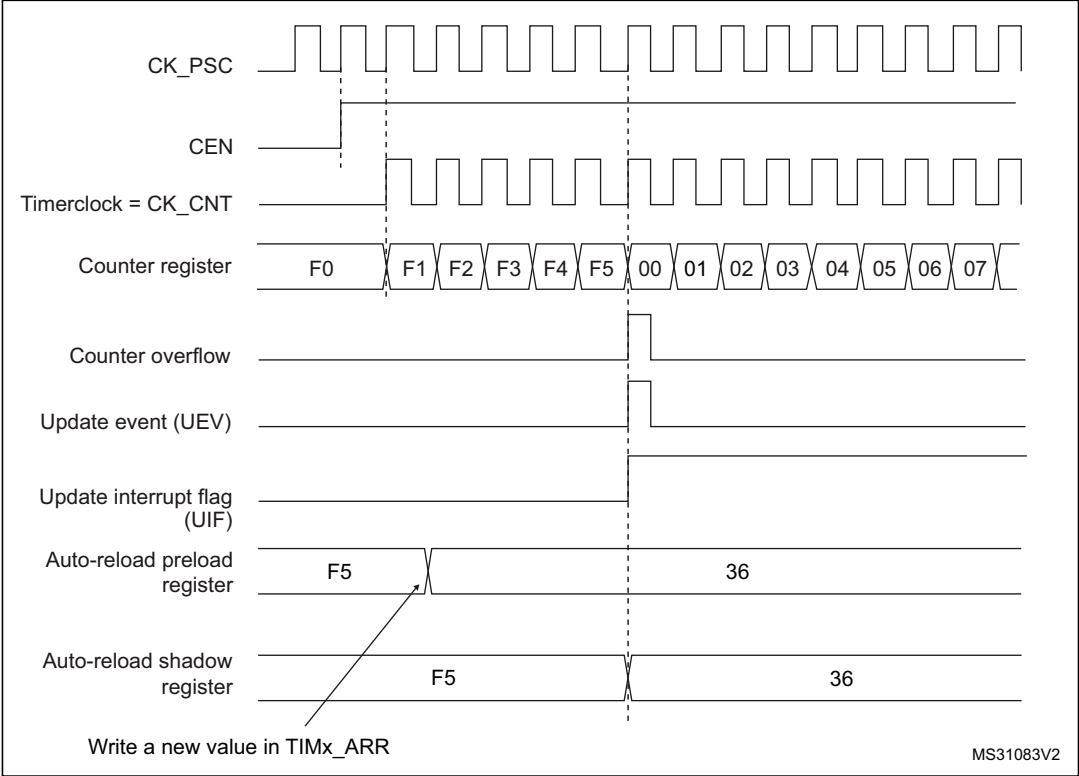 CK_PSC
CEN
Timerclock = CK_CNT
Counter register F0 F1 F2 F3 F4 F5 00 01 02 03 04 05 06 07
Counter overflow
Update event (UEV)
Update interrupt flag
(UIF)
Auto-reload preload
register
F5 36
Auto-reload shadow
register
F5 36
Write a new value in TIMx_ARR
MS31083V2